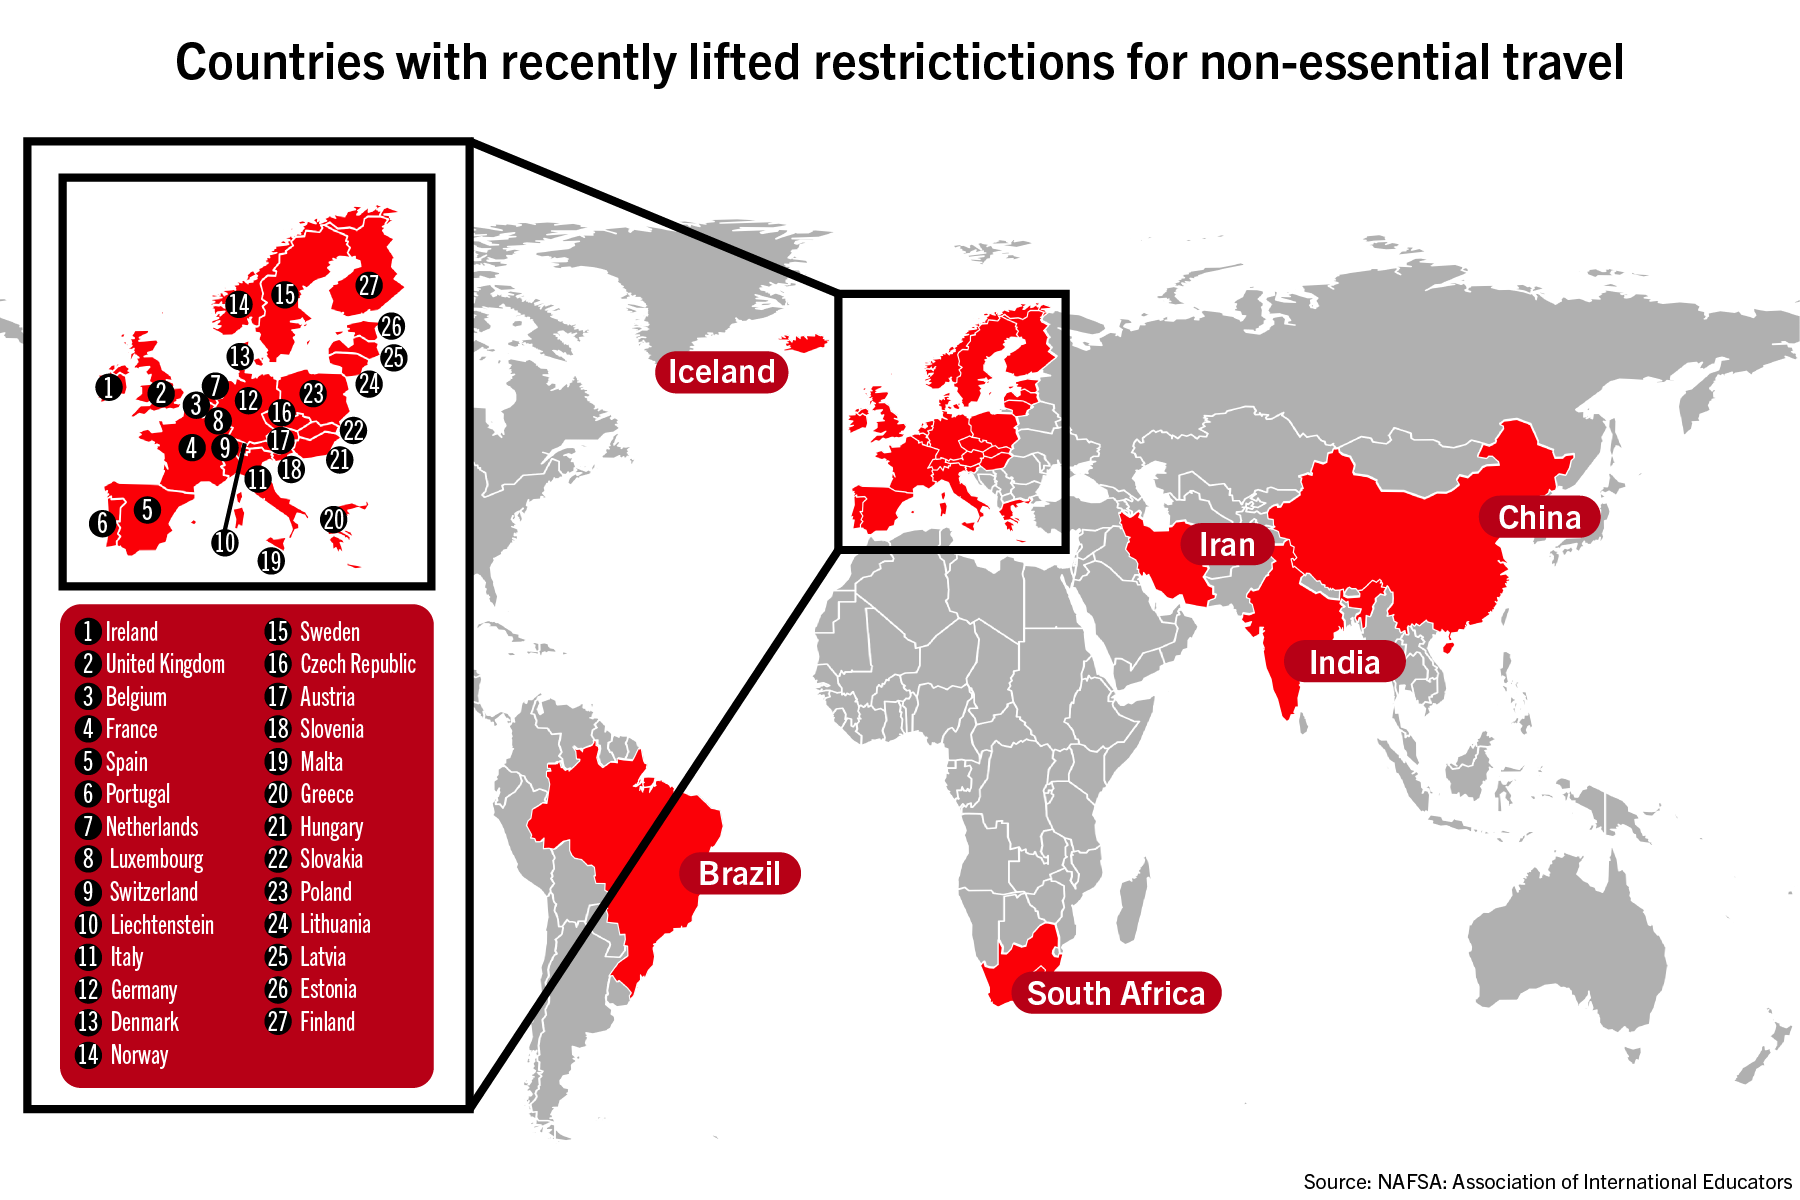 Countries with recently lifted restrictictions for non-essential travel
14
15
27
26
13
25
1
2
7
24
3
12
23
8
16
4
9
17
22
21
11
18
6
5
20
10
19
1 Ireland
2 United Kingdom
3 Belgium
4 France
5 Spain
6 Portugal
7 Netherlands
8 Luxembourg
9 Switzerland
10 Liechtenstein
11 Italy
12 Germany
13 Denmark
14 Norway
15 Sweden
16 Czech Republic
17 Austria
18 Slovenia
19 Malta
20 Greece
21 Hungary
22 Slovakia
23 Poland
24 Lithuania
25 Latvia
26 Estonia
27 Finland
Iceland
China
Iran
India
Brazil
South Africa
Source: NAFSA: Association of International Educators